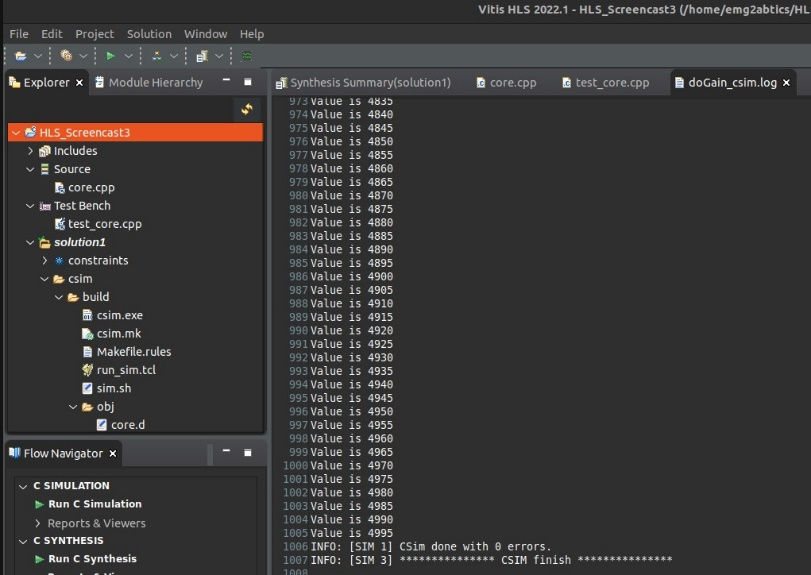 Vitis HLS 2022.1 - HLS_Screencast3 (/home/emg2abtics/HL
File Edit Project Solution Window Help
Explorer × Module Hierarchy
Synthesis Summary(solution1) core.cpp test_core.cpp doGain_csim.log ×
HLS_Screencast3
Includes
Source
core.cpp
Test Bench
test_core.cpp
solution1
constraints
csim
build
csim.exe
csim.mk
Makefile.rules
run_sim.tcl
sim.sh
obj
core.d
Flow Navigator ×
C SIMULATION
Run C Simulation
Reports & Viewers
C SYNTHESIS
Run C Synthesis
973 Value is 4835
974 Value is 4840
975 Value is 4845
976 Value is 4850
977 Value is 4855
978 Value is 4860
979 Value is 4865
980 Value is 4870
981 Value is 4875
982 Value is 4880
983 Value is 4885
984 Value is 4890
985 Value is 4895
986 Value is 4900
987 Value is 4905
988 Value is 4910
989 Value is 4915
990 Value is 4920
991 Value is 4925
992 Value is 4930
993 Value is 4935
994 Value is 4940
995 Value is 4945
996 Value is 4950
997 Value is 4955
998 Value is 4960
999 Value is 4965
1000 Value is 4970
1001 Value is 4975
1002 Value is 4980
1003 Value is 4985
1004 Value is 4990
1005 Value is 4995
1006 INFO: [SIM 1] CSim done with 0 errors.
1007 INFO: [SIM 3] *************** CSIM finish ***************
1008